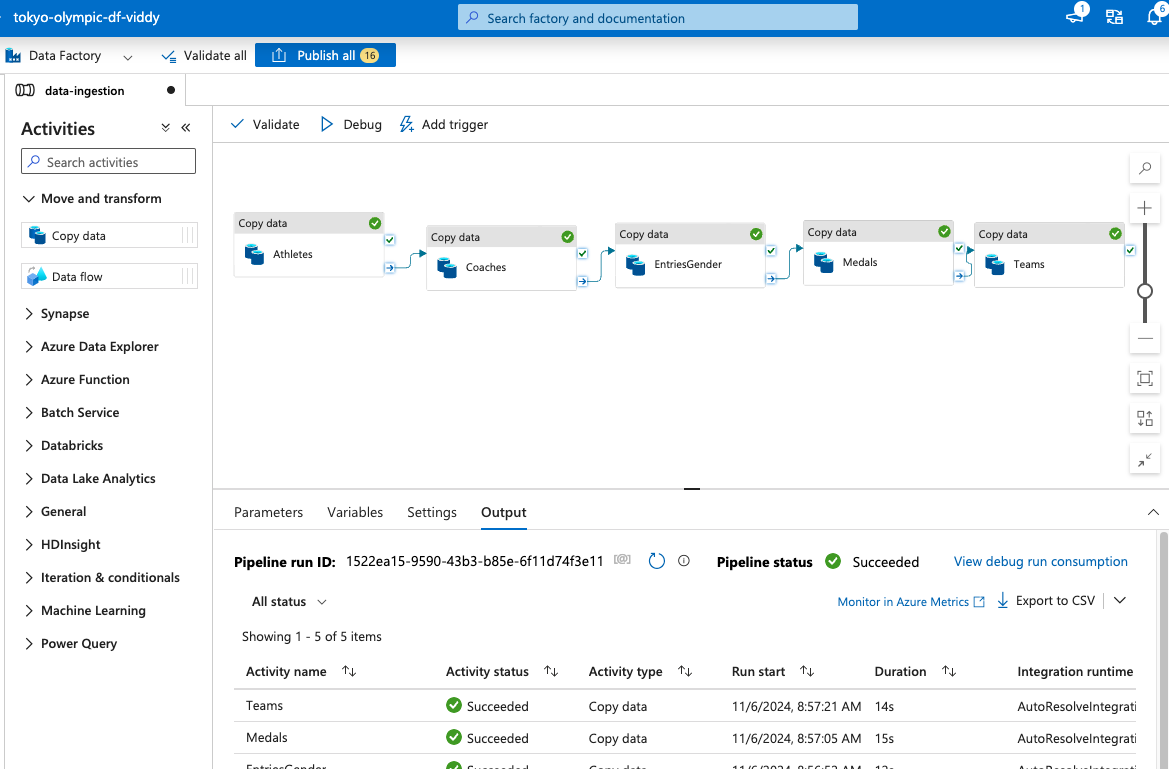 tokyo-olympic-df-viddy
Search factory and documentation
1
6
Data Factory
Validate all
Publish all 16
data-ingestion
Activities
Search activities
Move and transform
Copy data
Data flow
Synapse
Azure Data Explorer
Azure Function
Batch Service
Databricks
Data Lake Analytics
General
HDInsight
Iteration & conditionals
Machine Learning
Power Query
Validate
Debug
Add trigger
Copy data
Athletes
Copy data
Coaches
Copy data
EntriesGender
Copy data
Medals
Copy data
Teams
Parameters
Variables
Settings
Output
Pipeline run ID: 1522ea15-9590-43b3-b85e-6f11d74f3e11 [@]
Pipeline status Succeeded
View debug run consumption
All status
Monitor in Azure Metrics
Export to CSV
Showing 1 - 5 of 5 items
Activity name Activity status Activity type Run start Duration Integration runtime
Teams Succeeded Copy data 11/6/2024, 8:57:21 AM 14s AutoResolveIntegrati
Medals Succeeded Copy data 11/6/2024, 8:57:05 AM 15s AutoResolveIntegrati
EntriesGender Succeeded Copy data